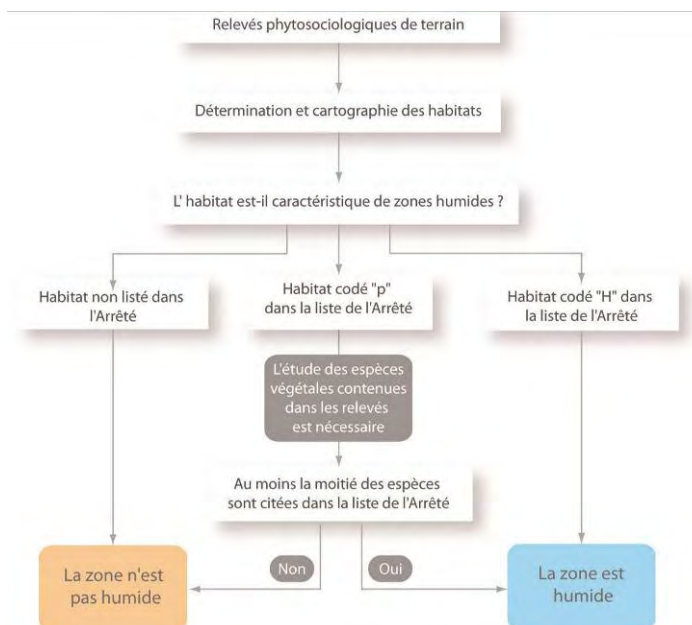 Relevés phytosociologiques de terrain
Détermination et cartographie des habitats
L' habitat est-il caractéristique de zones humides ?
Habitat non listé dans
l'Arrêté
Habitat codé "p"
dans la liste de l'Arrêté
Habitat codé "H" dans
la liste de l'Arrêté
L'étude des espèces
végétales contenues
dans les relevés
est nécessaire
Au moins la moitié des espèces
sont citées dans la liste de l'Arrêté
Non
Oui
La zone n'est
pas humide
La zone est
humide